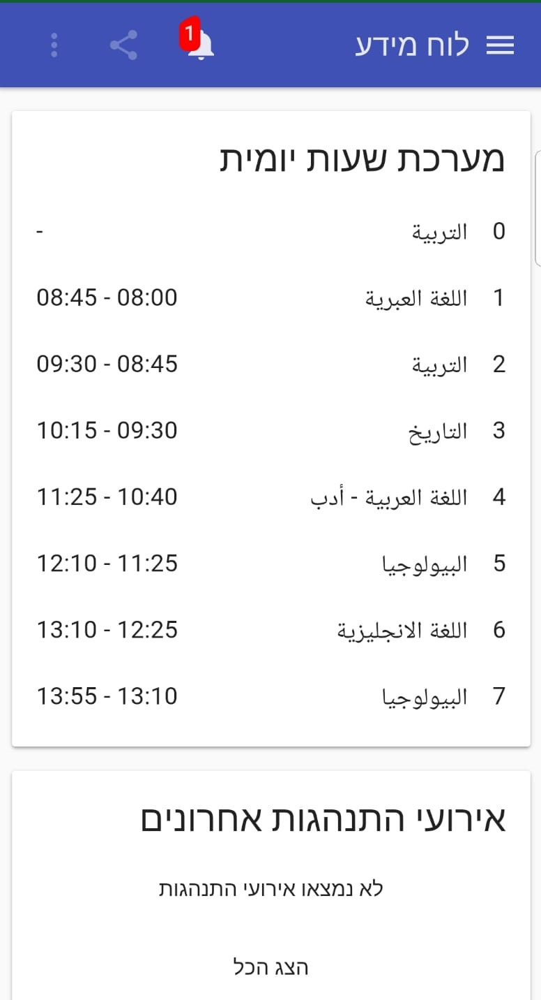 לוח מידע
1
מערכת שעות יומית
0 التربية -
1 اللغة العبرية 08:00 - 08:45
2 التربية 08:45 - 09:30
3 التاريخ 09:30 - 10:15
4 اللغة العربية - أدب 10:40 - 11:25
5 البيولوجيا 11:25 - 12:10
6 اللغة الانجليزية 12:25 - 13:10
7 البيولوجيا 13:10 - 13:55
אירועי התנהגות אחרונים
לא נמצאו אירועי התנהגות
הצג הכל